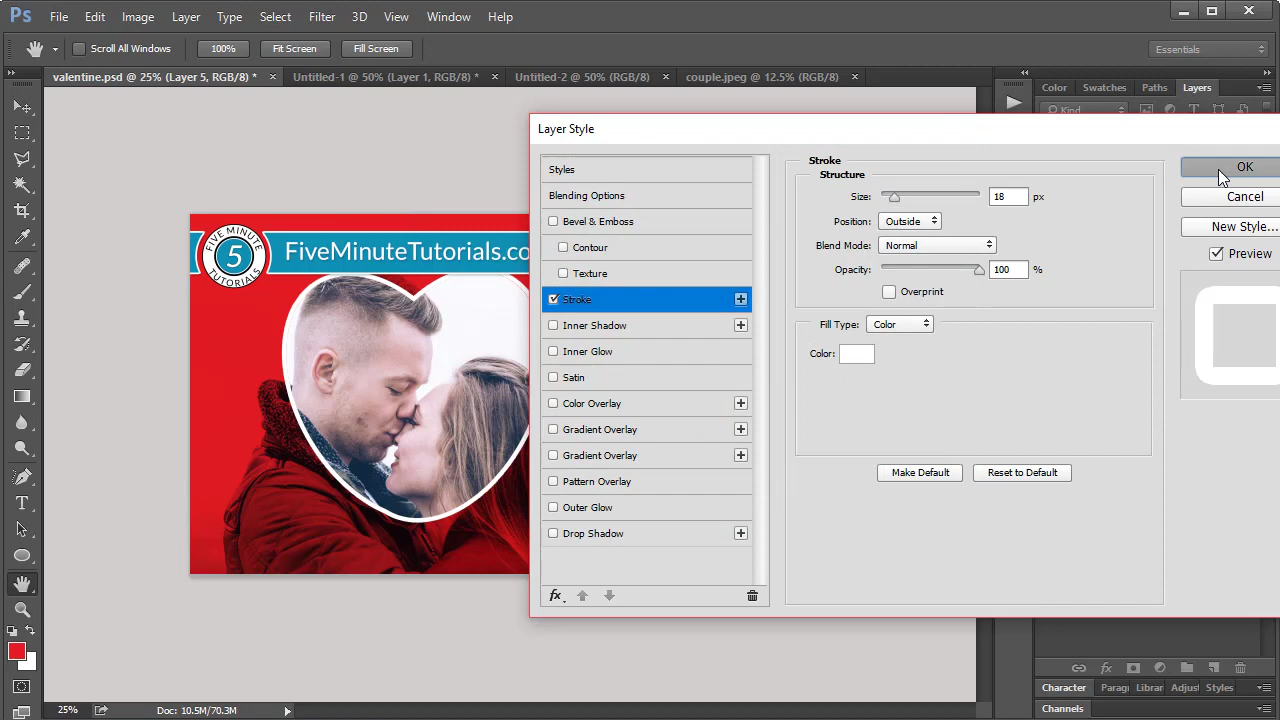 Ps File Edit Image Layer Type Select Filter 3D View Window Help
Scroll All Windows 100% Fit Screen Fill Screen Essentials
valentine.psd @ 25% (Layer 5, RGB/8) * × Untitled-1 @ 50% (Layer 1, RGB/8) * × Untitled-2 @ 50% (RGB/8) × couple.jpeg @ 12.5% (RGB/8) ×
Color Swatches Paths Layers
Kind
Layer Style
Styles
Blending Options
Bevel & Emboss
Contour
Texture
Stroke
Inner Shadow
Inner Glow
Satin
Color Overlay
Gradient Overlay
Gradient Overlay
Pattern Overlay
Outer Glow
Drop Shadow
fx
Stroke
Structure
Size: 18 px
Position: Outside
Blend Mode: Normal
Opacity: 100 %
Overprint
Fill Type: Color
Color:
Make Default Reset to Default
OK
Cancel
New Style...
Preview
FIVE MINUTE
5
TUTORIALS
FiveMinuteTutorials.co
fx
Character Paragı Librar Adjus Styles
Channels
25% Doc: 10.5M/70.3M